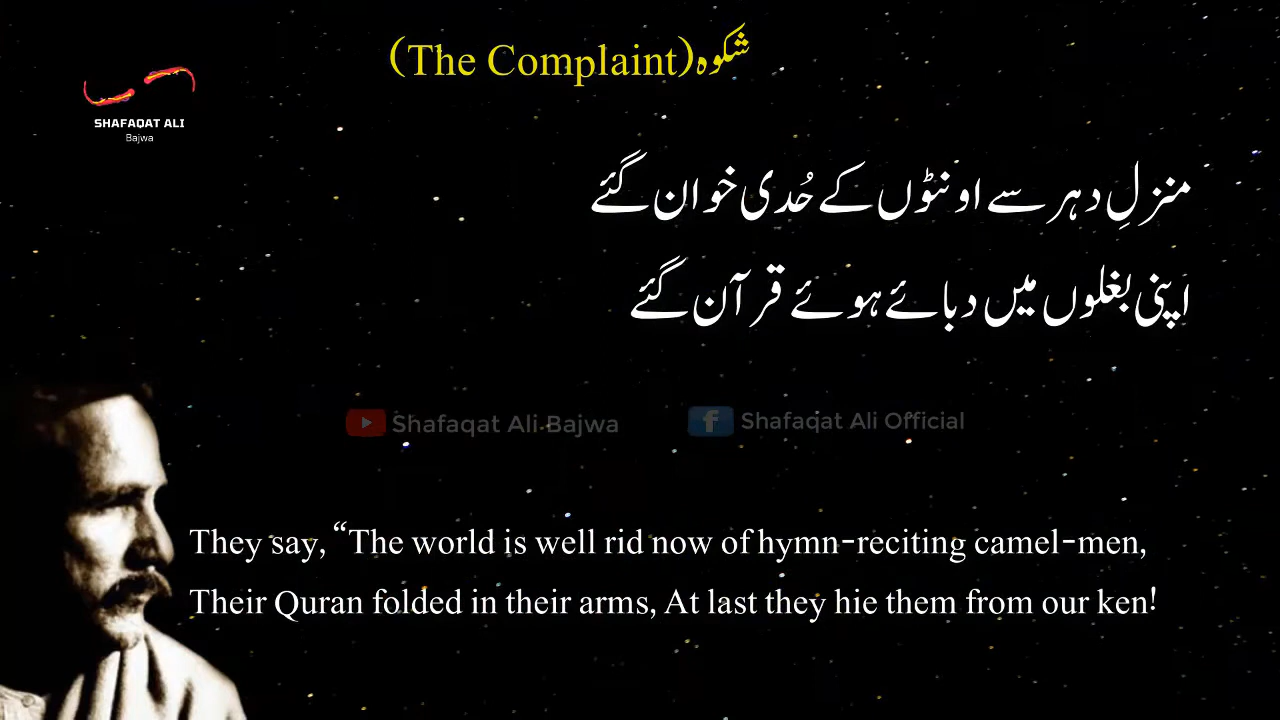 شکوہ(The Complaint)
SHAFAQAT ALI
Bajwa
منزلِ دہر سے اونٹوں کے حُدی خوان گئے
اپنی بغلوں میں دبائے ہوئے قرآن گئے
Shafaqat Ali Bajwa
Shafaqat Ali Official
They say, “The world is well rid now of hymn-reciting camel-men,
Their Quran folded in their arms, At last they hie them from our ken!